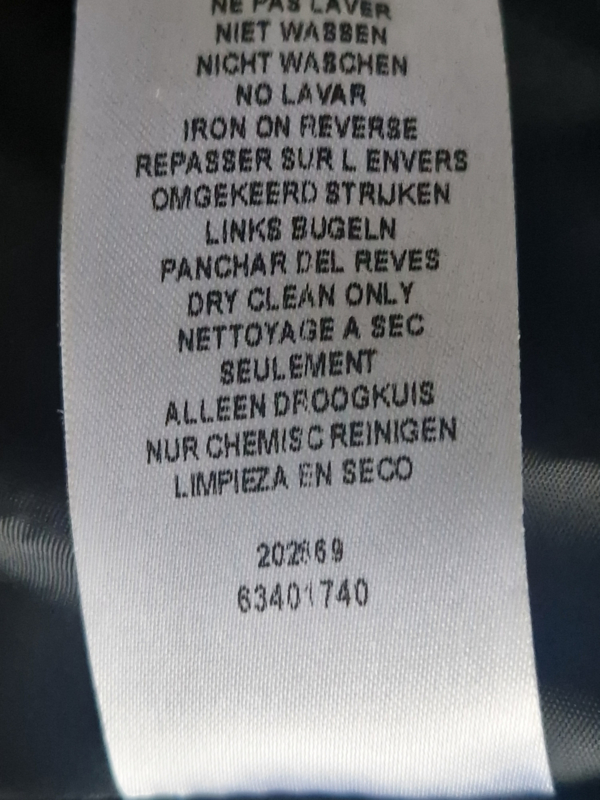 NE PAS LAVER
NIET WASSEN
NICHT WASCHEN
NO LAVAR
IRON ON REVERSE
REPASSER SUR L ENVERS
OMGEKEERD STRIJKEN
LINKS BUGELN
PANCHAR DEL REVES
DRY CLEAN ONLY
NETTOYAGE A SEC
SEULEMENT
ALLEEN DROOGKUIS
NUR CHEMISC REINIGEN
LIMPIEZA EN SECO
63401740